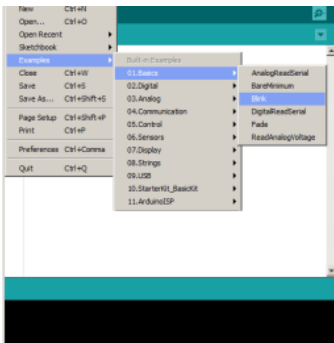 New Ctrl+N
Open... Ctrl+O
Open Recent
Sketchbook
Examples
Close Ctrl+W
Save Ctrl+S
Save As... Ctrl+Shift+S
Page Setup Ctrl+Shift+P
Print Ctrl+P
Preferences Ctrl+Comma
Quit Ctrl+Q
Built-in Examples
01.Basics
02.Digital
03.Analog
04.Communication
05.Control
06.Sensors
07.Display
08.Strings
09.USB
10.StarterKit_BasicKit
11.ArduinoISP
AnalogReadSerial
BareMinimum
Blink
DigitalReadSerial
Fade
ReadAnalogVoltage